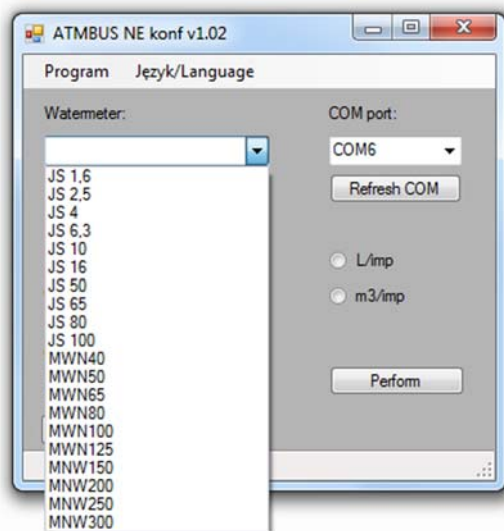 ATMBUS NE konf v1.02
Program Język/Language
Watermeter:
COM port:
COM6
Refresh COM
L/imp
m3/imp
Perform
JS 1,6
JS 2,5
JS 4
JS 6,3
JS 10
JS 16
JS 50
JS 65
JS 80
JS 100
MWN40
MWN50
MWN65
MWN80
MWN100
MWN125
MNW150
MNW200
MNW250
MNW300